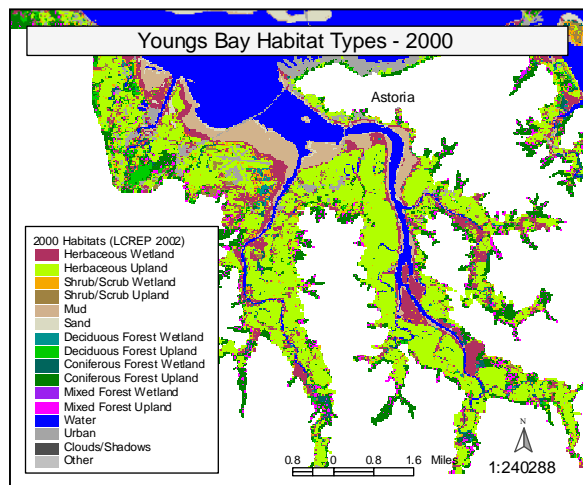 Youngs Bay Habitat Types - 2000
Astoria
2000 Habitats (LCREP 2002)
Herbaceous Wetland
Herbaceous Upland
Shrub/Scrub Wetland
Shrub/Scrub Upland
Mud
Sand
Deciduous Forest Wetland
Deciduous Forest Upland
Coniferous Forest Wetland
Coniferous Forest Upland
Mixed Forest Wetland
Mixed Forest Upland
Water
Urban
Clouds/Shadows
Other
0.8 0 0.8 1.6 Miles
N
1:240288